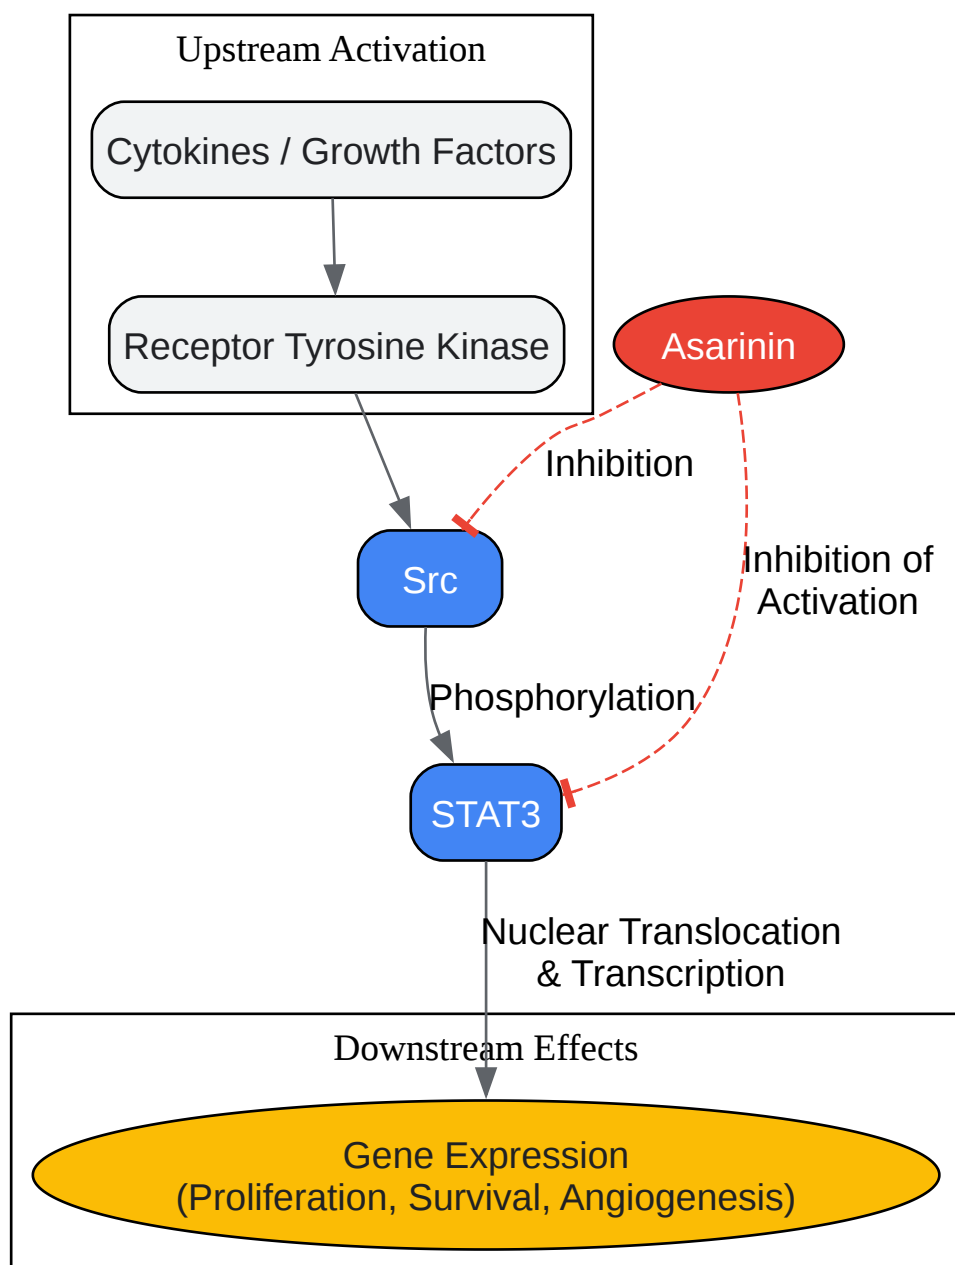 Upstream Activation
Cytokines / Growth Factors
Receptor Tyrosine Kinase
Asarinin
Inhibition
Inhibition of
Activation
Src
Phosphorylation
STAT3
Nuclear Translocation
& Transcription
Downstream Effects
Gene Expression
(Proliferation, Survival, Angiogenesis)